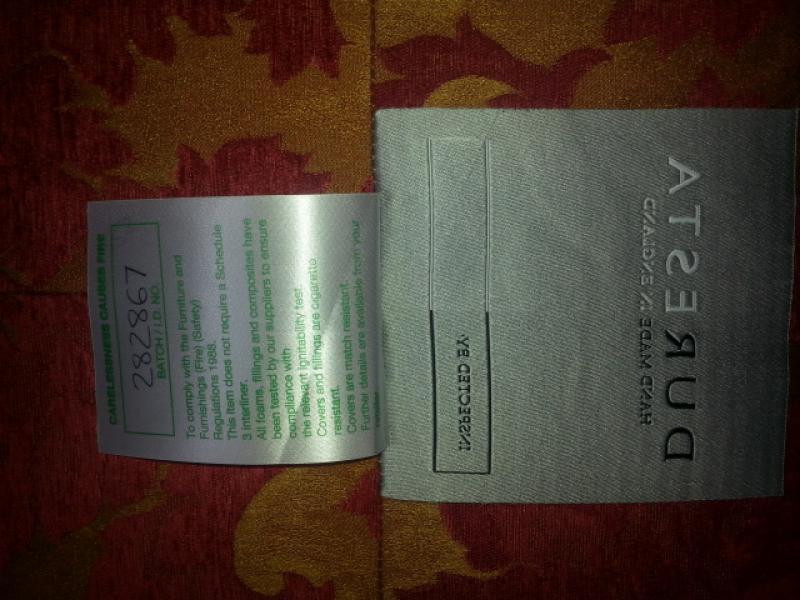 CARELESSNESS CAUSES FIRE
282867
BATCH / I.D. NO.
To comply with the Furniture and
Furnishings (Fire) (Safety)
Regulations 1988.
This item does not require a Schedule
3 interliner.
All foams, fillings and composites have
been tested by our suppliers to ensure
compliance with
the relevant ignitability test.
Covers and fillings are cigarette
resistant.
Covers are match resistant.
Further details are available from your
INSPECTED BY:
HAND MADE IN ENGLAND
DURESTA